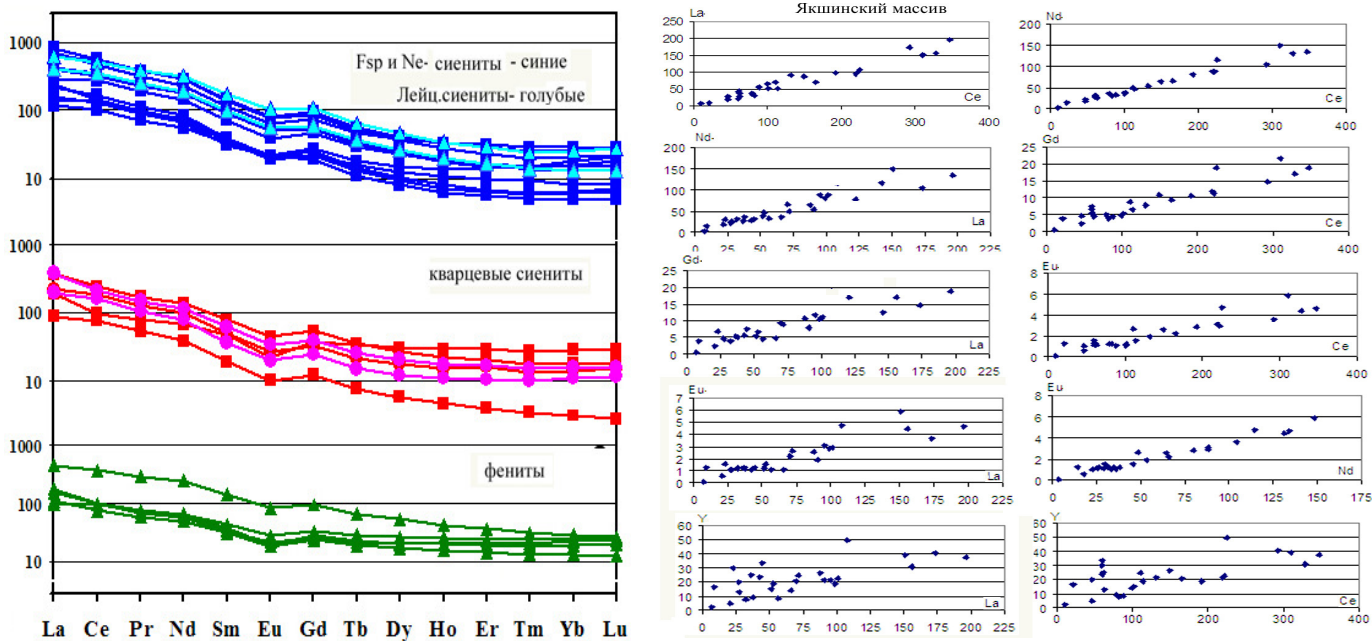 1000
100
10
Fsp и Ne- сиениты - синие
Лейц.сиениты- голубые
1000
100
10
кварцевые сиениты
1000
100
10
фениты
La Ce Pr Nd Sm Eu Gd Tb Dy Ho Er Tm Yb Lu
Якшинский массив
La
250
200
150
100
50
0
0 100 200 300 400
Ce
Nd
200
150
100
50
0
0 100 200 300 400
Ce
Nd
200
150
100
50
0
0 25 50 75 100 125 150 175 200 225
La
Gd
25
20
15
10
5
0
0 100 200 300 400
Ce
Gd
25
20
15
10
5
0
0 25 50 75 100 125 150 175 200 225
La
Eu
8
6
4
2
0
0 100 200 300 400
Ce
Eu
7
6
5
4
3
2
1
0
0 25 50 75 100 125 150 175 200 225
La
Eu
8
6
4
2
0
0 25 50 75 100 125 150 175
Nd
Y
60
50
40
30
20
10
0
0 25 50 75 100 125 150 175 200 225
La
Y
50
40
30
20
10
0
0 50 100 150 200 250 300 350 400
Ce